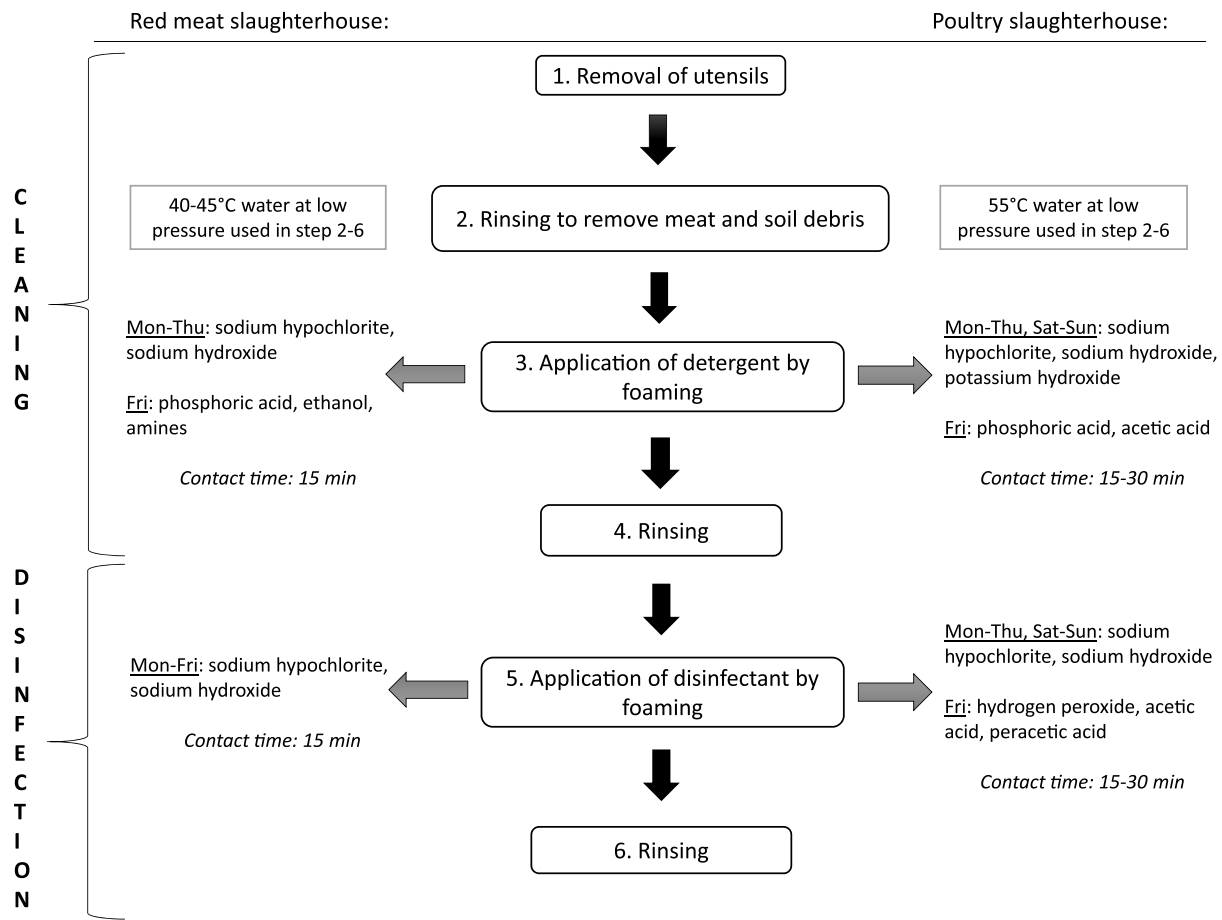 Red meat slaughterhouse:
Poultry slaughterhouse:
CLEANING
1. Removal of utensils
40-45°C water at low
pressure used in step 2-6
2. Rinsing to remove meat and soil debris
55°C water at low
pressure used in step 2-6
Mon-Thu: sodium hypochlorite,
sodium hydroxide
Fri: phosphoric acid, ethanol,
amines
Contact time: 15 min
3. Application of detergent by
foaming
Mon-Thu, Sat-Sun: sodium
hypochlorite, sodium hydroxide,
potassium hydroxide
Fri: phosphoric acid, acetic acid
Contact time: 15-30 min
4. Rinsing
DISINFECTION
Mon-Fri: sodium hypochlorite,
sodium hydroxide
Contact time: 15 min
5. Application of disinfectant by
foaming
Mon-Thu, Sat-Sun: sodium
hypochlorite, sodium hydroxide
Fri: hydrogen peroxide, acetic
acid, peracetic acid
Contact time: 15-30 min
6. Rinsing